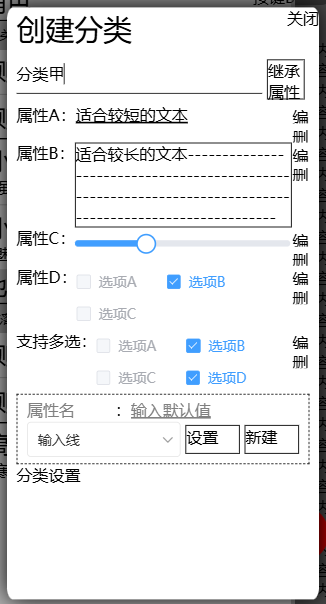 关闭
创建分类
分类甲
继承
属性
属性A：适合较短的文本
编
删
属性B：适合较长的文本--------------
------------------------------
------------------------------
----------------------------
编
删
属性C：
编
删
属性D：
选项A 选项B
选项C
编
删
支持多选：
选项A 选项B
选项C 选项D
编
删
属性名 ：输入默认值
输入线 设置 新建
分类设置